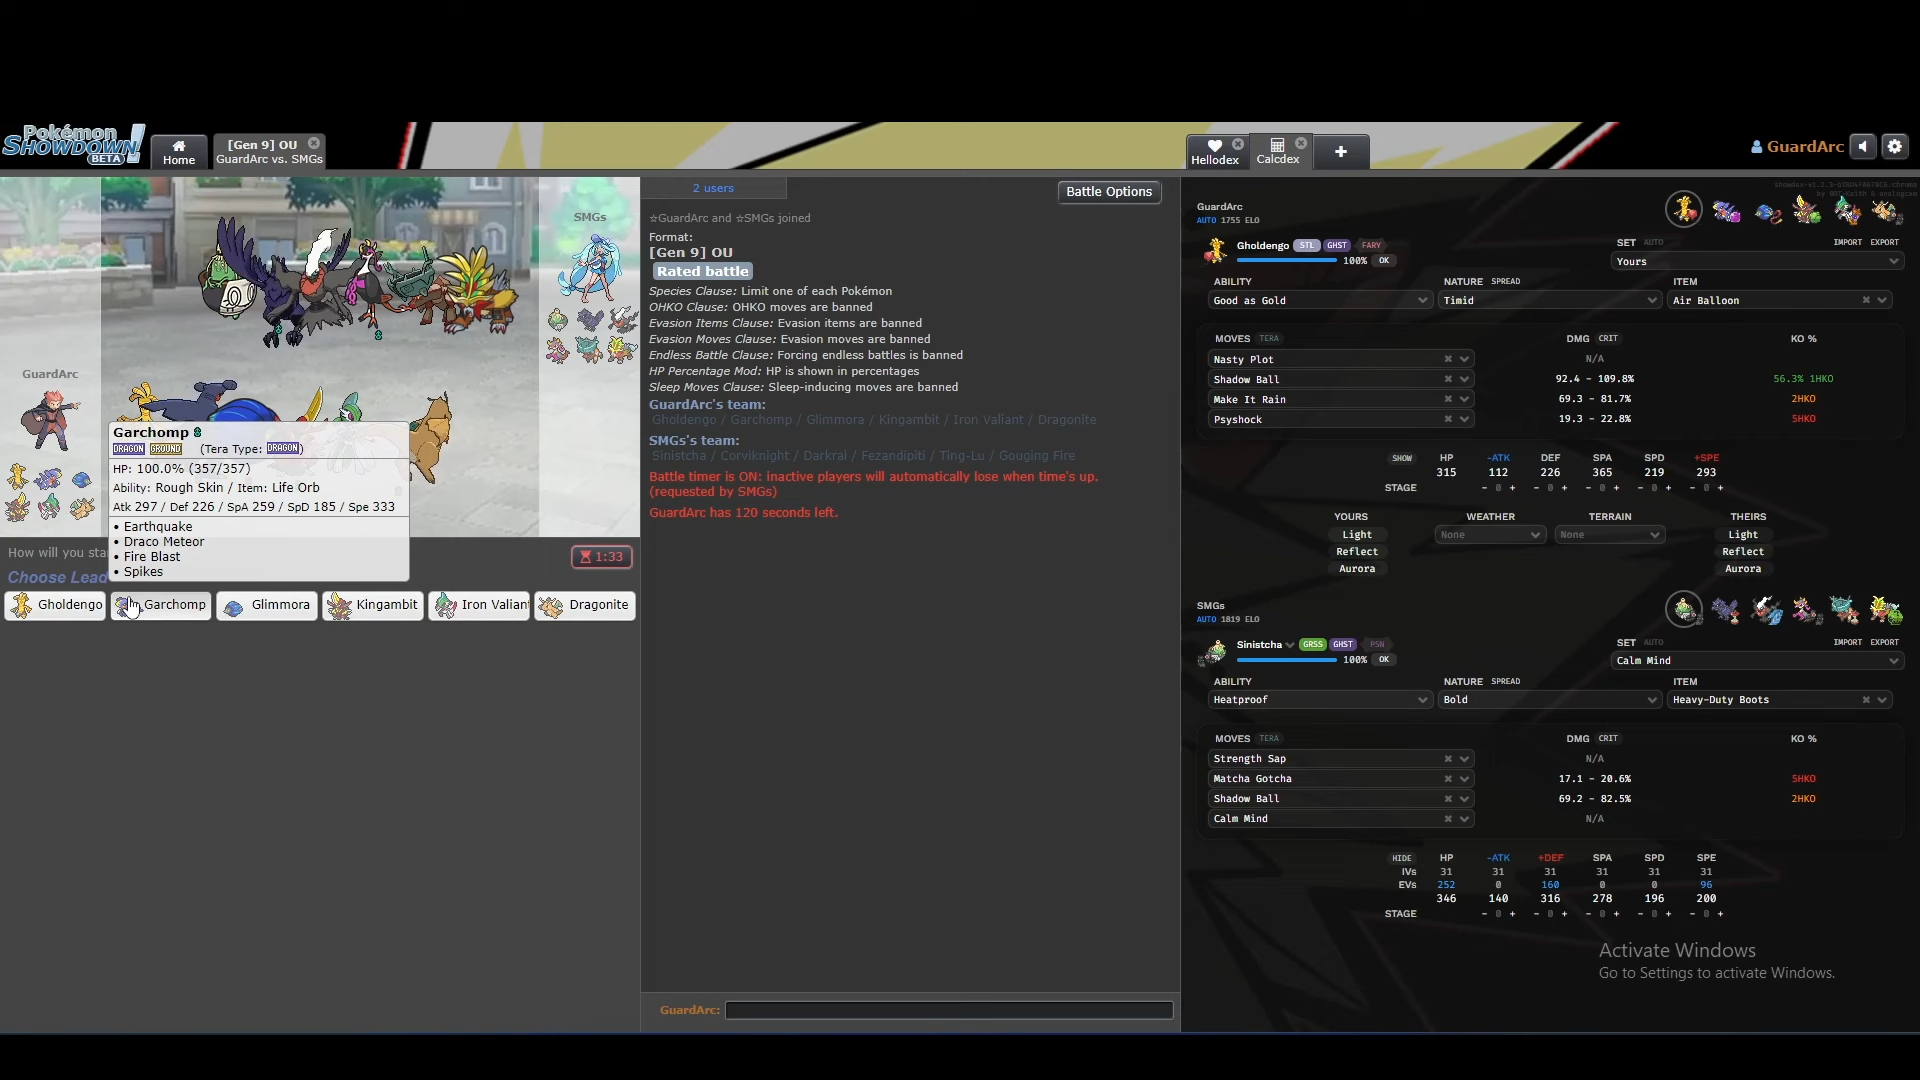 Pokémon
SHOWDOWN!
BETA
Home
[Gen 9] OU
GuardArc vs. SMGs
Hellodex
Calcdex
GuardArc
SMGs
GuardArc
Garchomp
DRAGON GROUND (Tera Type: DRAGON)
HP: 100.0% (357/357)
Ability: Rough Skin / Item: Life Orb
Atk 297 / Def 226 / SpA 259 / SpD 185 / Spe 333
• Earthquake
• Draco Meteor
• Fire Blast
• Spikes
How will you sta
1:33
Choose Lead
Gholdengo
Garchomp
Glimmora
Kingambit
Iron Valiant
Dragonite
2 users
Battle Options
☆GuardArc and ☆SMGs joined
Format:
[Gen 9] OU
Rated battle
Species Clause: Limit one of each Pokémon
OHKO Clause: OHKO moves are banned
Evasion Items Clause: Evasion items are banned
Evasion Moves Clause: Evasion moves are banned
Endless Battle Clause: Forcing endless battles is banned
HP Percentage Mod: HP is shown in percentages
Sleep Moves Clause: Sleep-inducing moves are banned
GuardArc's team:
Gholdengo / Garchomp / Glimmora / Kingambit / Iron Valiant / Dragonite
SMGs's team:
Sinistcha / Corviknight / Darkrai / Fezandipiti / Ting-Lu / Gouging Fire
Battle timer is ON: inactive players will automatically lose when time's up.
(requested by SMGs)
GuardArc has 120 seconds left.
GuardArc:
GuardArc
AUTO 1755 ELO
Gholdengo STL GHST FARY
100% OK
SET AUTO IMPORT EXPORT
Yours
ABILITY NATURE SPREAD ITEM
Good as Gold Timid Air Balloon
MOVES TERA DMG CRIT KO %
Nasty Plot N/A
Shadow Ball 92.4 - 109.8% 56.3% 1HKO
Make It Rain 69.3 - 81.7% 2HKO
Psyshock 19.3 - 22.8% 5HKO
SHOW HP -ATK DEF SPA SPD +SPE
315 112 226 365 219 293
STAGE - 0 + - 0 + - 0 + - 0 + - 0 +
YOURS WEATHER TERRAIN THEIRS
Light None None Light
Reflect Reflect
Aurora Aurora
SMGs
AUTO 1819 ELO
Sinistcha GRSS GHST PSN
100% OK
SET AUTO IMPORT EXPORT
Calm Mind
ABILITY NATURE SPREAD ITEM
Heatproof Bold Heavy-Duty Boots
MOVES TERA DMG CRIT KO %
Strength Sap N/A
Matcha Gotcha 17.1 - 20.6% 5HKO
Shadow Ball 69.2 - 82.5% 2HKO
Calm Mind N/A
HIDE HP -ATK +DEF SPA SPD SPE
IVs 31 31 31 31 31 31
EVs 252 0 160 0 0 96
346 140 316 278 196 200
STAGE - 0 + - 0 + - 0 + - 0 + - 0 +
Activate Windows
Go to Settings to activate Windows.